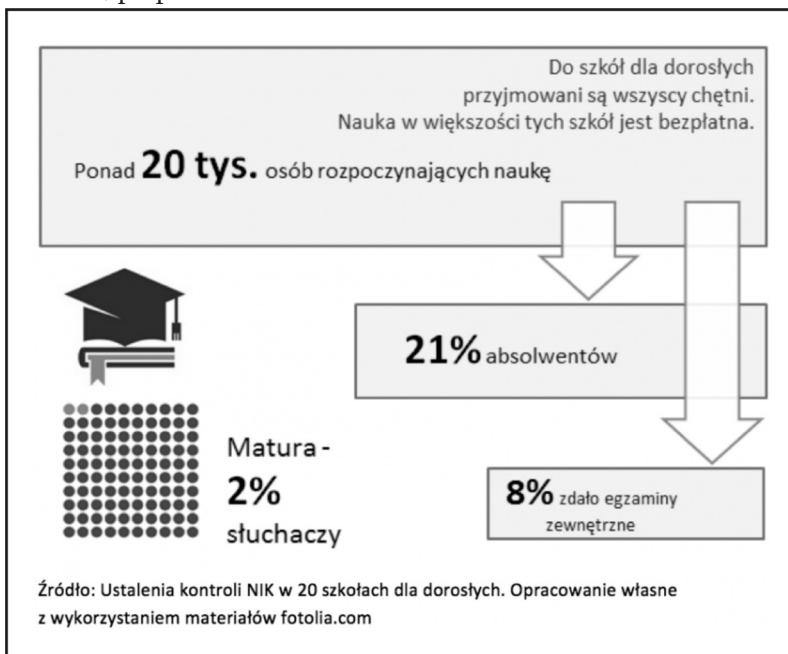 Do szkół dla dorosłych
przyjmowani są wszyscy chętni.
Nauka w większości tych szkół jest bezpłatna.
Ponad 20 tys. osób rozpoczynających naukę
21% absolwentów
Matura -
2%
słuchaczy
8% zdało egzaminy
zewnętrzne
Źródło: Ustalenia kontroli NIK w 20 szkołach dla dorosłych. Opracowanie własne
z wykorzystaniem materiałów fotolia.com